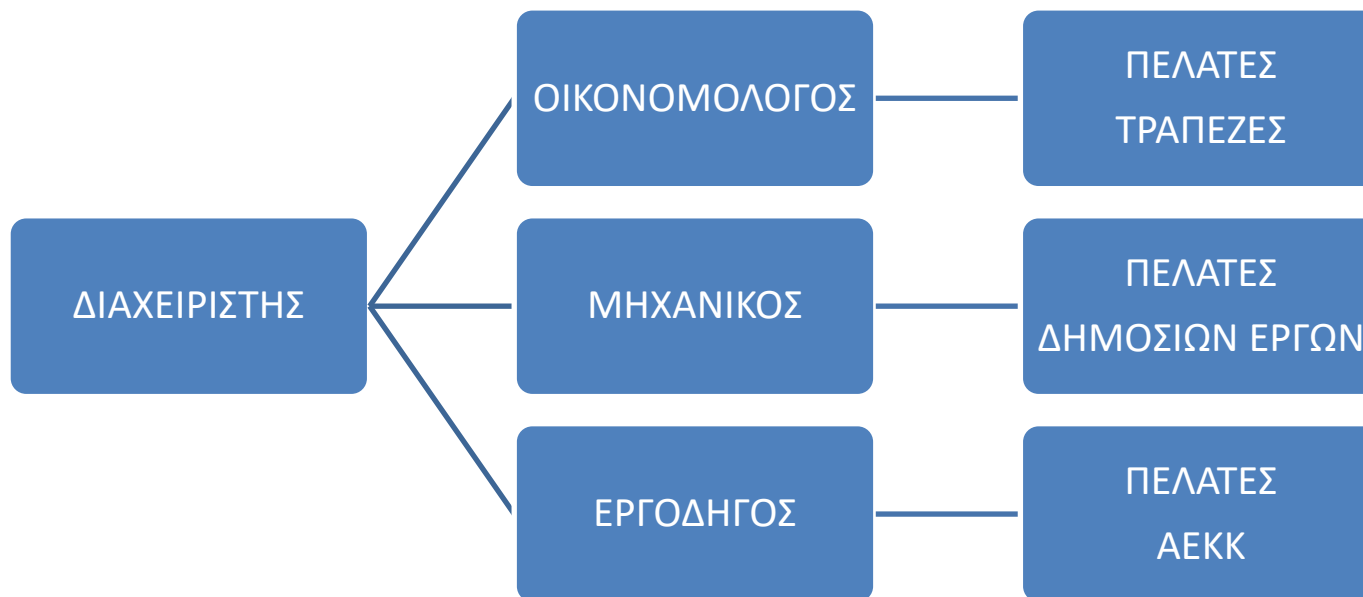 ΔΙΑΧΕΙΡΙΣΤΗΣ
ΟΙΚΟΝΟΜΟΛΟΓΟΣ
ΠΕΛΑΤΕΣ
ΤΡΑΠΕΖΕΣ
ΜΗΧΑΝΙΚΟΣ
ΠΕΛΑΤΕΣ
ΔΗΜΟΣΙΩΝ ΕΡΓΩΝ
ΕΡΓΟΔΗΓΟΣ
ΠΕΛΑΤΕΣ
ΑΕΚΚ